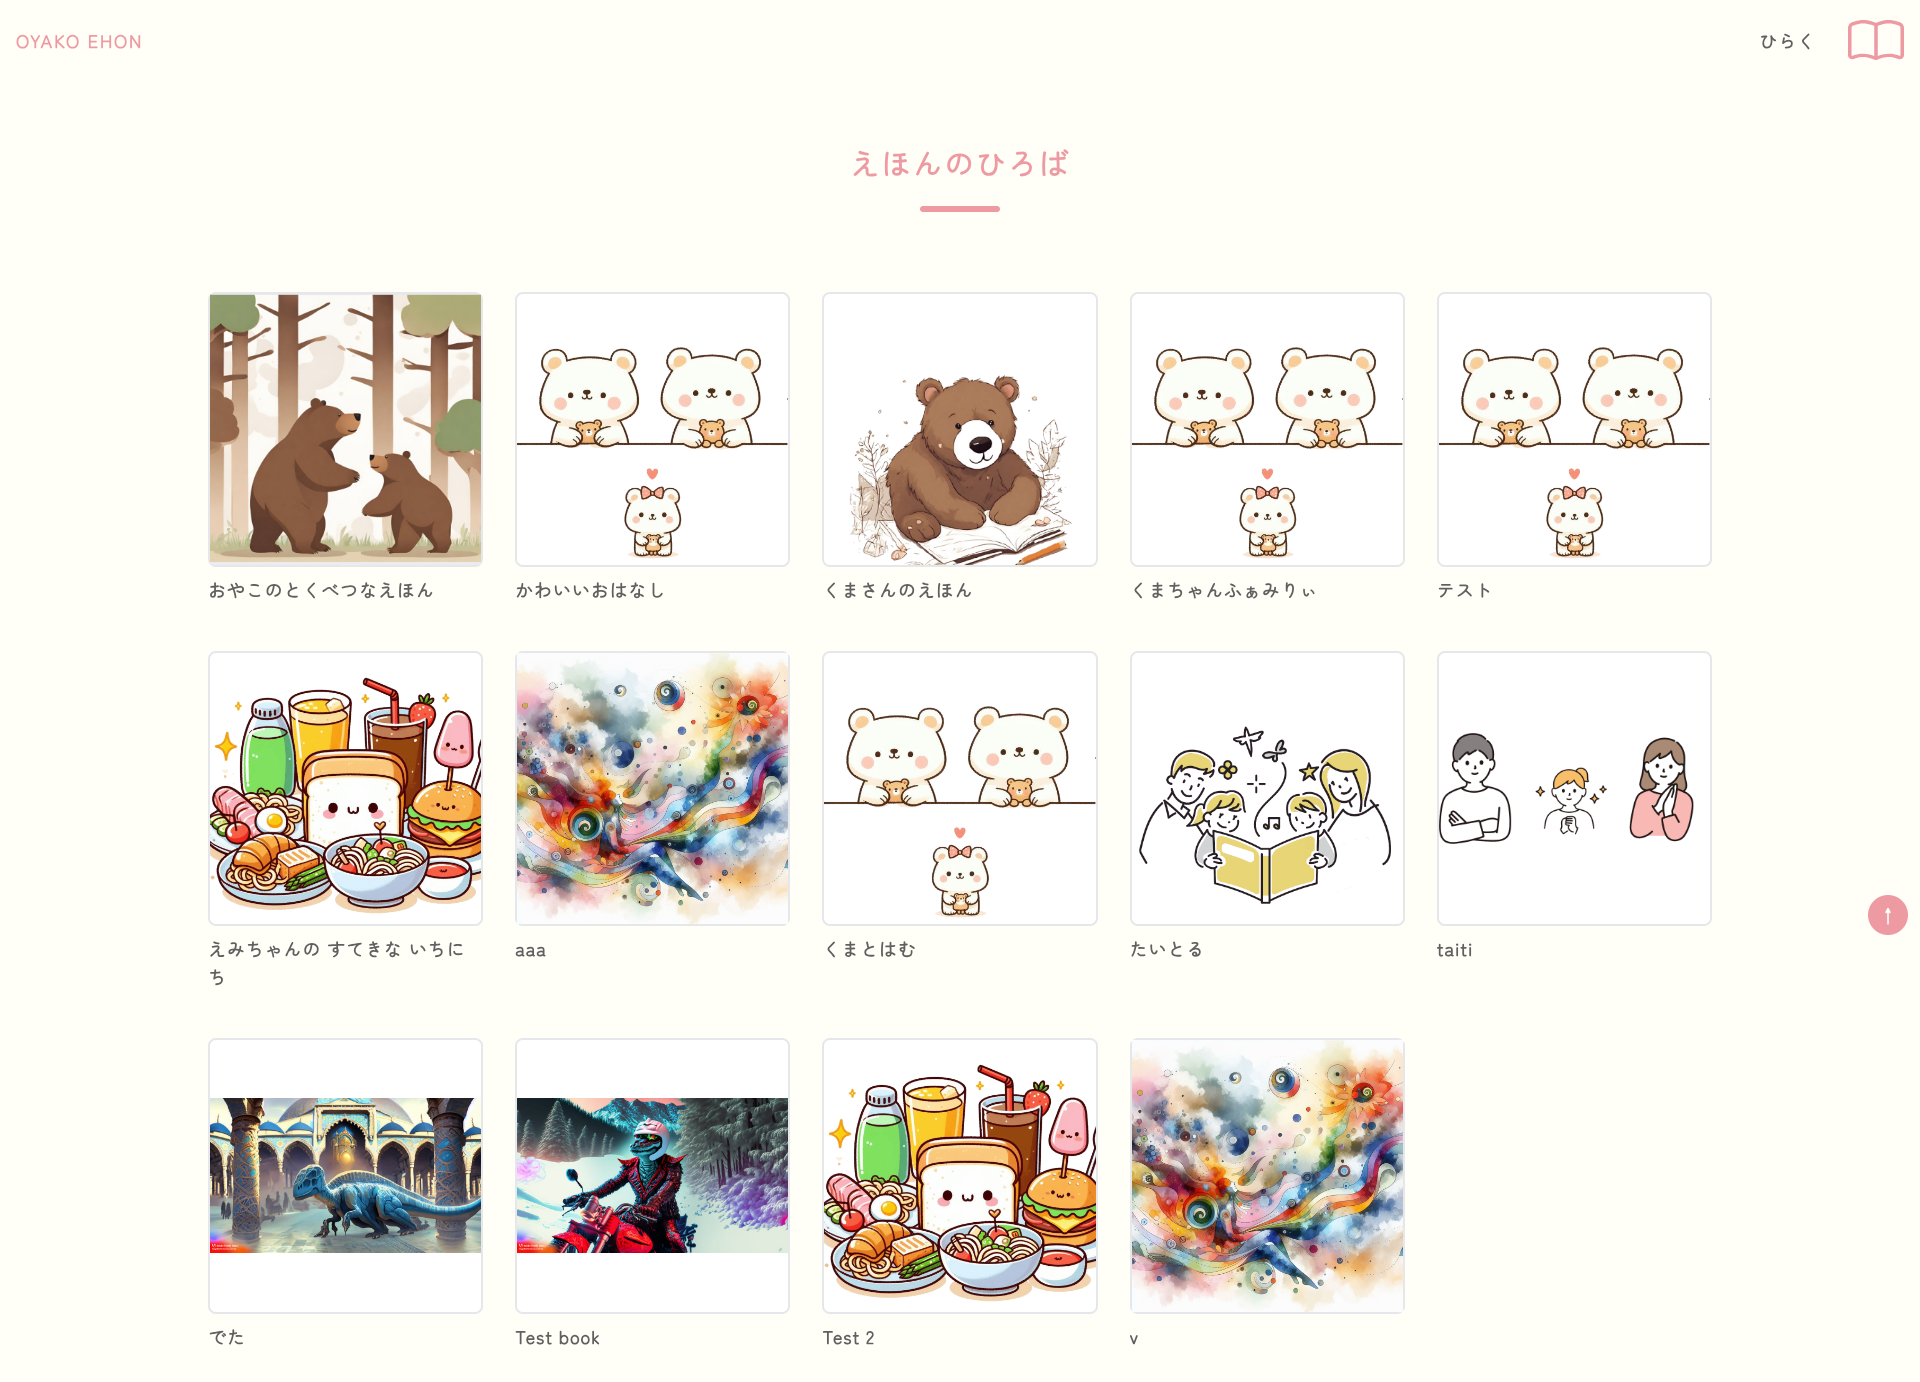 OYAKO EHON
ひらく
えほんのひろば
おやこのとくべつなえほん
かわいいおはなし
くまさんのえほん
くまちゃんふぁみりぃ
テスト
えみちゃんの すてきな いちに
ち
aaa
くまとはむ
たいとる
taiti
でた
Test book
Test 2
v